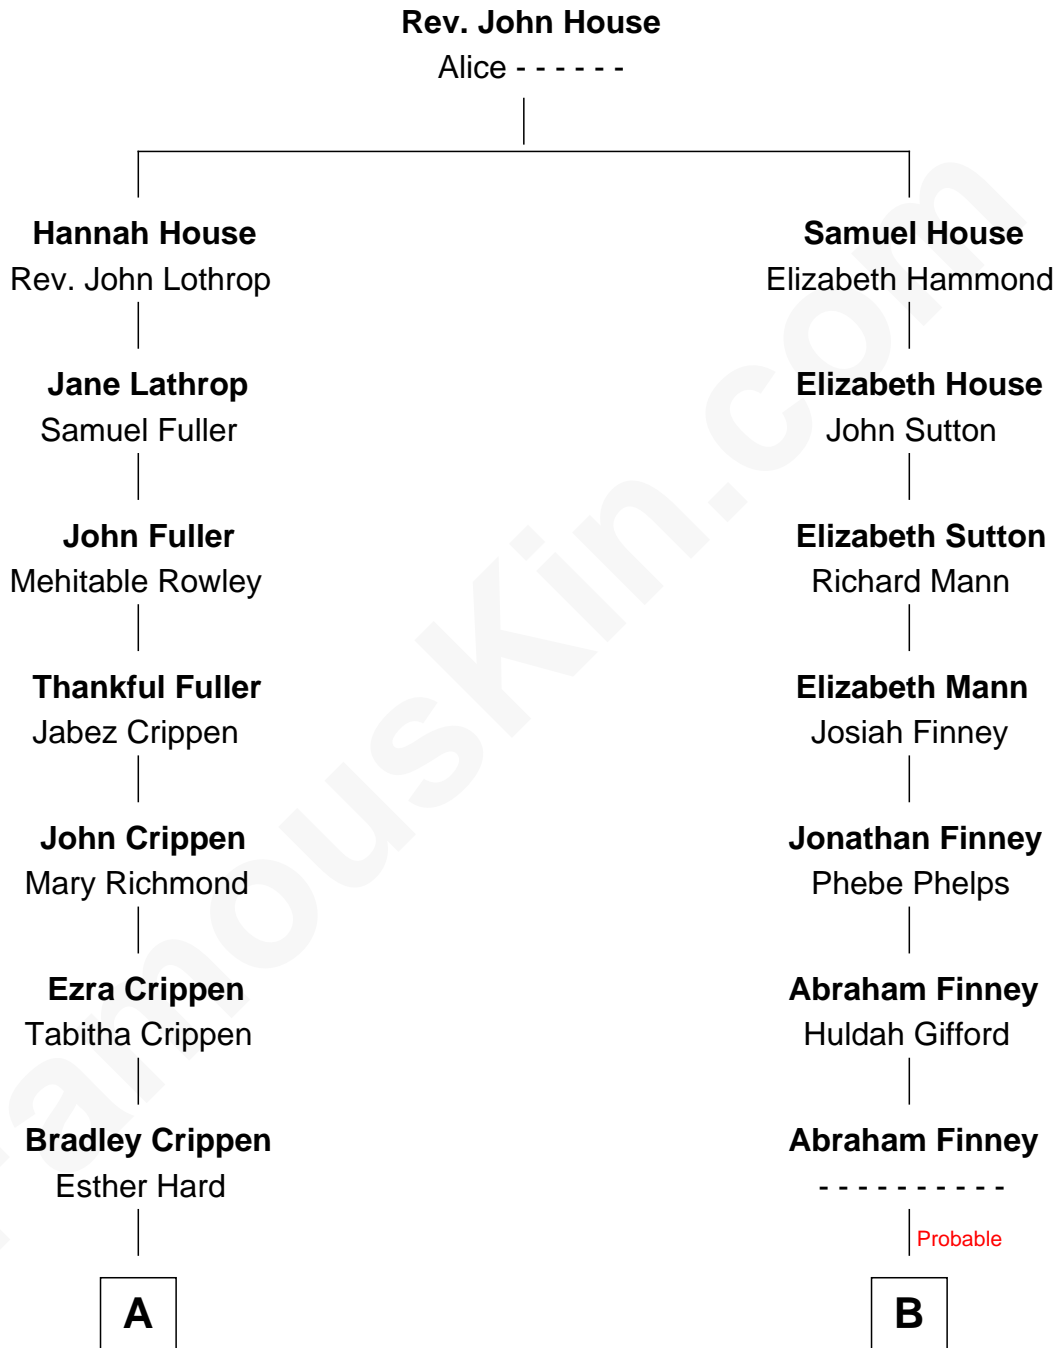 Rev. John House
Alice - - - - - -
Hannah House
Rev. John Lothrop
Jane Lathrop
Samuel Fuller
John Fuller
Mehitable Rowley
Thankful Fuller
Jabez Crippen
John Crippen
Mary Richmond
Ezra Crippen
Tabitha Crippen
Bradley Crippen
Esther Hard
A
Samuel House
Elizabeth Hammond
Elizabeth House
John Sutton
Elizabeth Sutton
Richard Mann
Elizabeth Mann
Josiah Finney
Jonathan Finney
Phebe Phelps
Abraham Finney
Huldah Gifford
Abraham Finney
- - - - - - - - - -
Probable
B
FamousKin.com